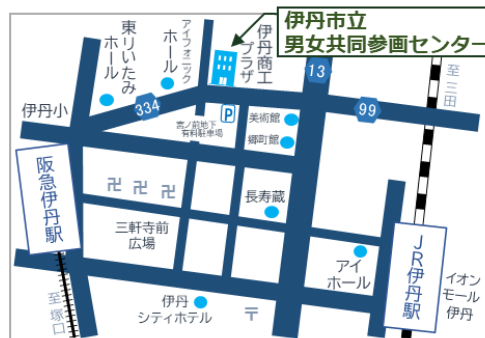 伊丹市立
男女共同参画センター
東リいたみ
ホール
アイフォニック
ホール
伊丹商工
プラザ
13
至 三田
334
99
伊丹小
P
宮ノ前地下
有料駐車場
美術館
郷町館
阪急伊丹駅
卍 卍 卍
長寿蔵
三軒寺前
広場
アイ
ホール
JR伊丹駅
イオン
モール
伊丹
至 塚口
伊丹
シティホテル
〒